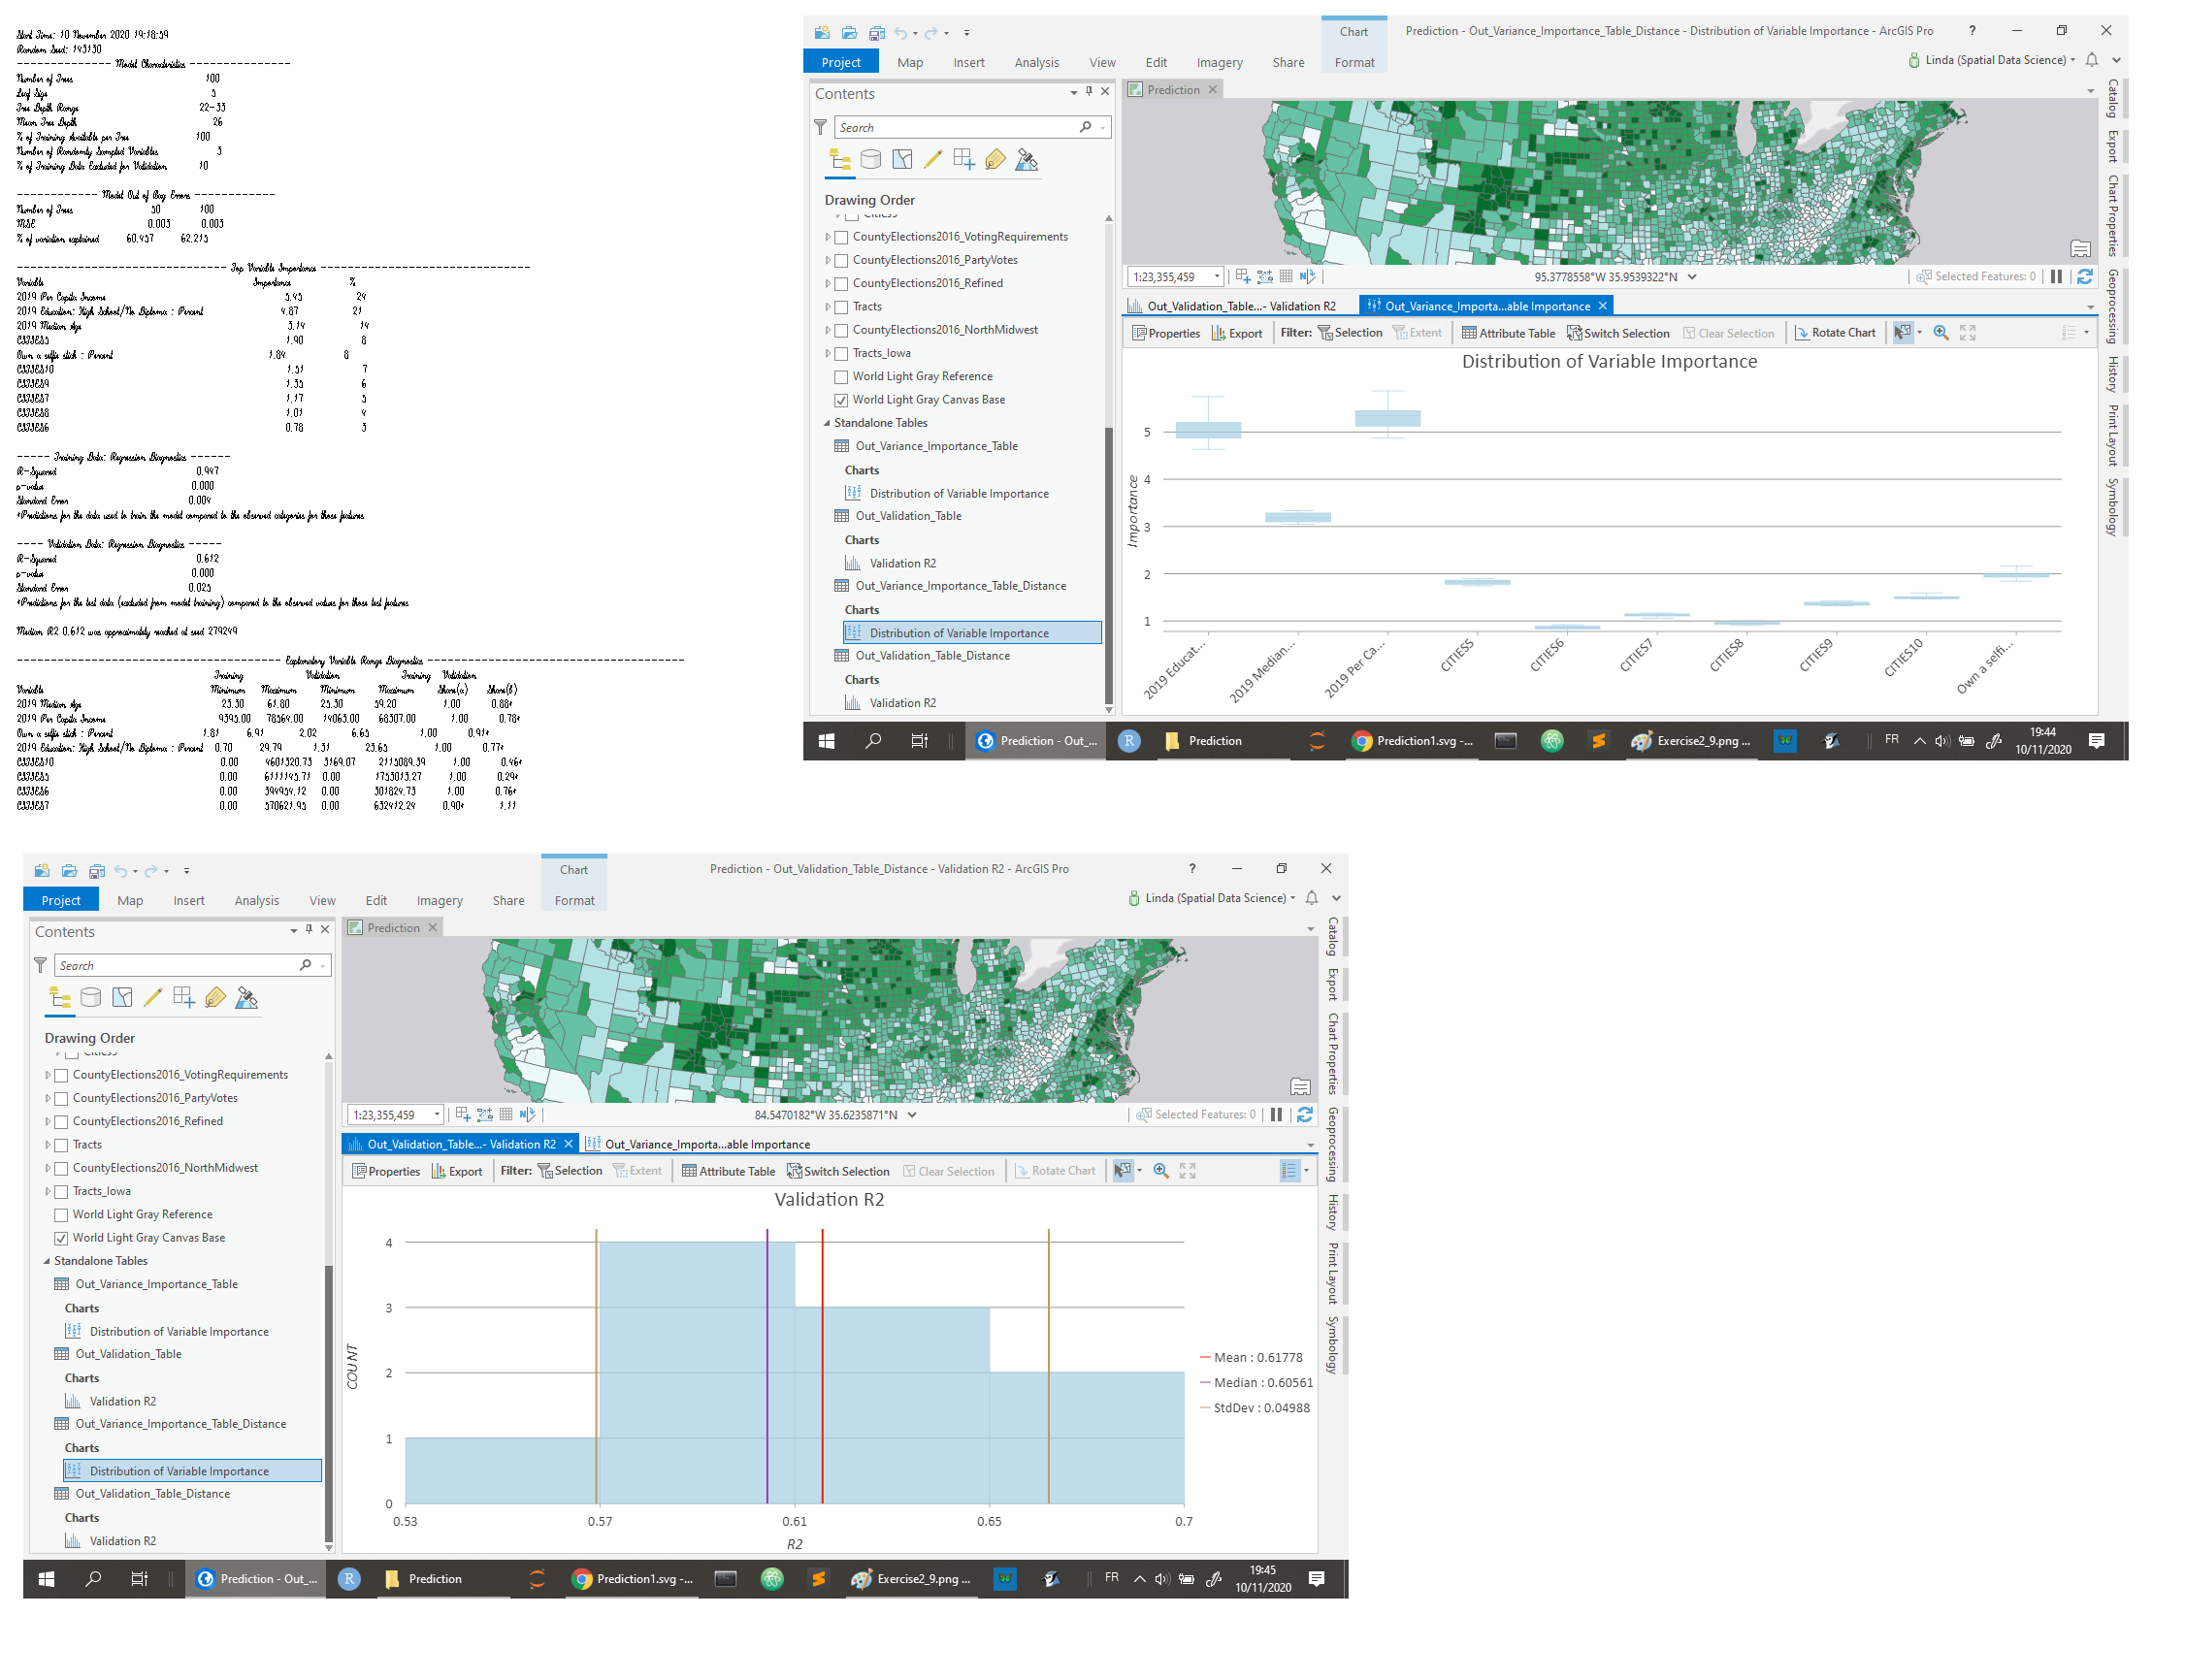 Start Time: 10 November 2020 19:18:59
Random Seed: 143130
---------------- Model Characteristics -----------------
Number of Trees 100
Leaf Size 5
Tree Depth Range 22-33
Mean Tree Depth 26
% of Training Available per Tree 100
Number of Randomly Sampled Variables 3
% of Training Data Excluded for Validation 10
-------------- Model Out of Bag Errors --------------
Number of Trees 50 100
MSE 0.003 0.003
% of variation explained 60.457 62.215
------------------------------------ Top Variable Importance ------------------------------------
Variable Importance %
2019 Per Capita Income 5.45 24
2019 Education: High School/No Diploma : Percent 4.87 21
2019 Median Age 3.14 14
CITIES5 1.90 8
Own a selfie stick : Percent 1.84 8
CITIES10 1.51 7
CITIES9 1.35 6
CITIES7 1.17 5
CITIES8 1.01 4
CITIES6 0.78 3
----- Training Data: Regression Diagnostics ------
R-Squared 0.947
p-value 0.000
Standard Error 0.004
*Predictions for the data used to train the model compared to the observed categories for those features
---- Validation Data: Regression Diagnostics -----
R-Squared 0.612
p-value 0.000
Standard Error 0.025
*Predictions for the test data (excluded from model training) compared to the observed values for those test features
Median R2 0.612 was approximately reached at seed 279249
---------------------------------------------- Explanatory Variable Range Diagnostics ---------------------------------------------
Training Validation Training Validation
Variable Minimum Maximum Minimum Maximum Share(a) Share(b)
2019 Median Age 23.30 61.80 25.30 59.20 1.00 0.88*
2019 Per Capita Income 9395.00 78564.00 14063.00 68307.00 1.00 0.78*
Own a selfie stick : Percent 1.81 6.91 2.02 6.65 1.00 0.91*
2019 Education: High School/No Diploma : Percent 0.70 29.79 1.31 23.65 1.00 0.77*
CITIES10 0.00 4601320.73 3169.07 2115089.39 1.00 0.46*
CITIES5 0.00 6111145.71 0.00 1753013.27 1.00 0.29*
CITIES6 0.00 394954.12 0.00 301824.73 1.00 0.76*
CITIES7 0.00 570621.95 0.00 632412.24 0.90* 1.11
Chart
Prediction - Out_Variance_Importance_Table_Distance - Distribution of Variable Importance - ArcGIS Pro
Project Map Insert Analysis View Edit Imagery Share Format
Linda (Spatial Data Science)
Contents
Prediction
Search
Drawing Order
CountyElections2016_VotingRequirements
CountyElections2016_PartyVotes
CountyElections2016_Refined
Tracts
CountyElections2016_NorthMidwest
Tracts_Iowa
World Light Gray Reference
World Light Gray Canvas Base
Standalone Tables
Out_Variance_Importance_Table
Charts
Distribution of Variable Importance
Out_Validation_Table
Charts
Validation R2
Out_Variance_Importance_Table_Distance
Charts
Distribution of Variable Importance
Out_Validation_Table_Distance
Charts
Validation R2
1:23,355,459
95.3778558°W 35.9539322°N
Selected Features: 0
Out_Validation_Table...- Validation R2
Out_Variance_Importa...able Importance
Properties Export Filter: Selection Extent Attribute Table Switch Selection Clear Selection Rotate Chart
Distribution of Variable Importance
Importance
5
4
3
2
1
2019 Educat...
2019 Median...
2019 Per Ca...
CITIES5
CITIES6
CITIES7
CITIES8
CITIES9
CITIES10
Own a selfi...
Catalog
Export
Chart Properties
Geoprocessing
History
Print Layout
Symbology
Prediction - Out_...
R
Prediction
Prediction1.svg -...
Exercise2_9.png ...
FR
19:44
10/11/2020
Chart
Prediction - Out_Validation_Table_Distance - Validation R2 - ArcGIS Pro
Project Map Insert Analysis View Edit Imagery Share Format
Linda (Spatial Data Science)
Contents
Prediction
Search
Drawing Order
CountyElections2016_VotingRequirements
CountyElections2016_PartyVotes
CountyElections2016_Refined
Tracts
CountyElections2016_NorthMidwest
Tracts_Iowa
World Light Gray Reference
World Light Gray Canvas Base
Standalone Tables
Out_Variance_Importance_Table
Charts
Distribution of Variable Importance
Out_Validation_Table
Charts
Validation R2
Out_Variance_Importance_Table_Distance
Charts
Distribution of Variable Importance
Out_Validation_Table_Distance
Charts
Validation R2
1:23,355,459
84.5470182°W 35.6235871°N
Selected Features: 0
Out_Validation_Table...- Validation R2
Out_Variance_Importa...able Importance
Properties Export Filter: Selection Extent Attribute Table Switch Selection Clear Selection Rotate Chart
Validation R2
COUNT
4
3
2
1
0
0.53 0.57 0.61 0.65 0.7
R2
Mean : 0.61778
Median : 0.60561
StdDev : 0.04988
Catalog
Export
Chart Properties
Geoprocessing
History
Print Layout
Symbology
Prediction - Out_...
R
Prediction
Prediction1.svg -...
Exercise2_9.png ...
FR
19:45
10/11/2020